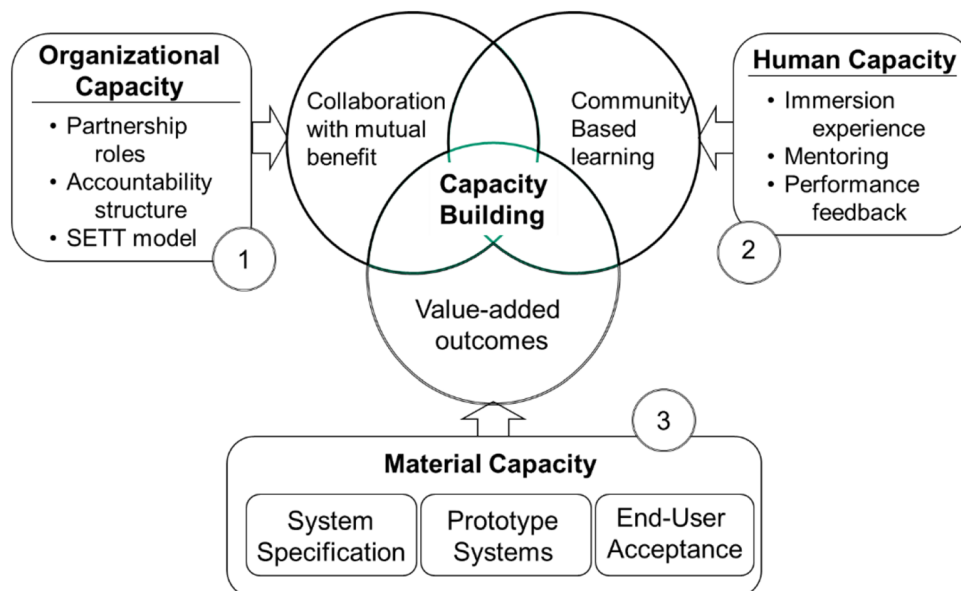 Organizational
Capacity
• Partnership
roles
• Accountability
structure
• SETT model
1
Collaboration
with mutual
benefit
Community
Based
learning
Capacity
Building
Value-added
outcomes
Human Capacity
• Immersion
experience
• Mentoring
• Performance
feedback
2
3
Material Capacity
System
Specification
Prototype
Systems
End-User
Acceptance